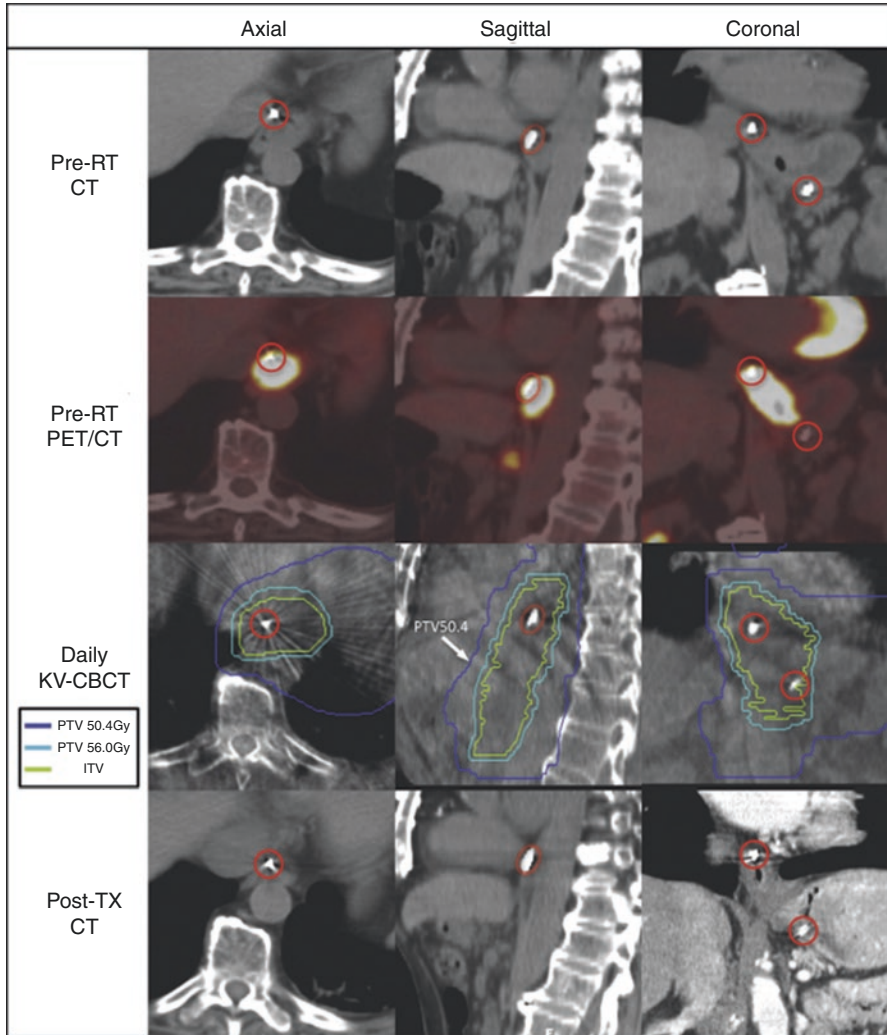 Axial
Sagittal
Coronal
Pre-RT
CT
Pre-RT
PET/CT
Daily
KV-CBCT
PTV 50.4Gy
PTV 56.0Gy
ITV
PTV50.4
Post-TX
CT